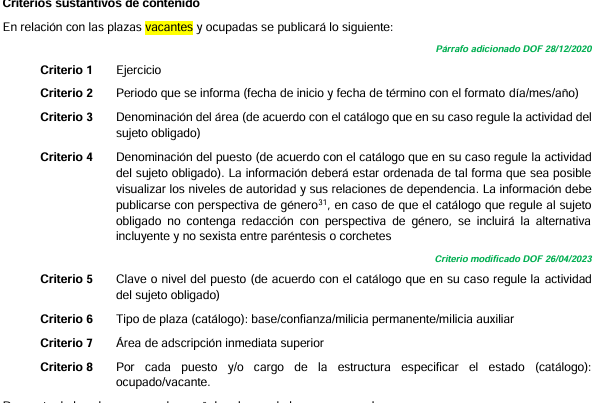 Criterios sustantivos de contenido
En relación con las plazas vacantes y ocupadas se publicará lo siguiente:
Párrafo adicionado DOF 28/12/2020
Criterio 1 Ejercicio
Criterio 2 Periodo que se informa (fecha de inicio y fecha de término con el formato día/mes/año)
Criterio 3 Denominación del área (de acuerdo con el catálogo que en su caso regule la actividad del
sujeto obligado)
Criterio 4 Denominación del puesto (de acuerdo con el catálogo que en su caso regule la actividad
del sujeto obligado). La información deberá estar ordenada de tal forma que sea posible
visualizar los niveles de autoridad y sus relaciones de dependencia. La información debe
publicarse con perspectiva de género³¹, en caso de que el catálogo que regule al sujeto
obligado no contenga redacción con perspectiva de género, se incluirá la alternativa
incluyente y no sexista entre paréntesis o corchetes
Criterio modificado DOF 26/04/2023
Criterio 5 Clave o nivel del puesto (de acuerdo con el catálogo que en su caso regule la actividad
del sujeto obligado)
Criterio 6 Tipo de plaza (catálogo): base/confianza/milicia permanente/milicia auxiliar
Criterio 7 Área de adscripción inmediata superior
Criterio 8 Por cada puesto y/o cargo de la estructura especificar el estado (catálogo):
ocupado/vacante.